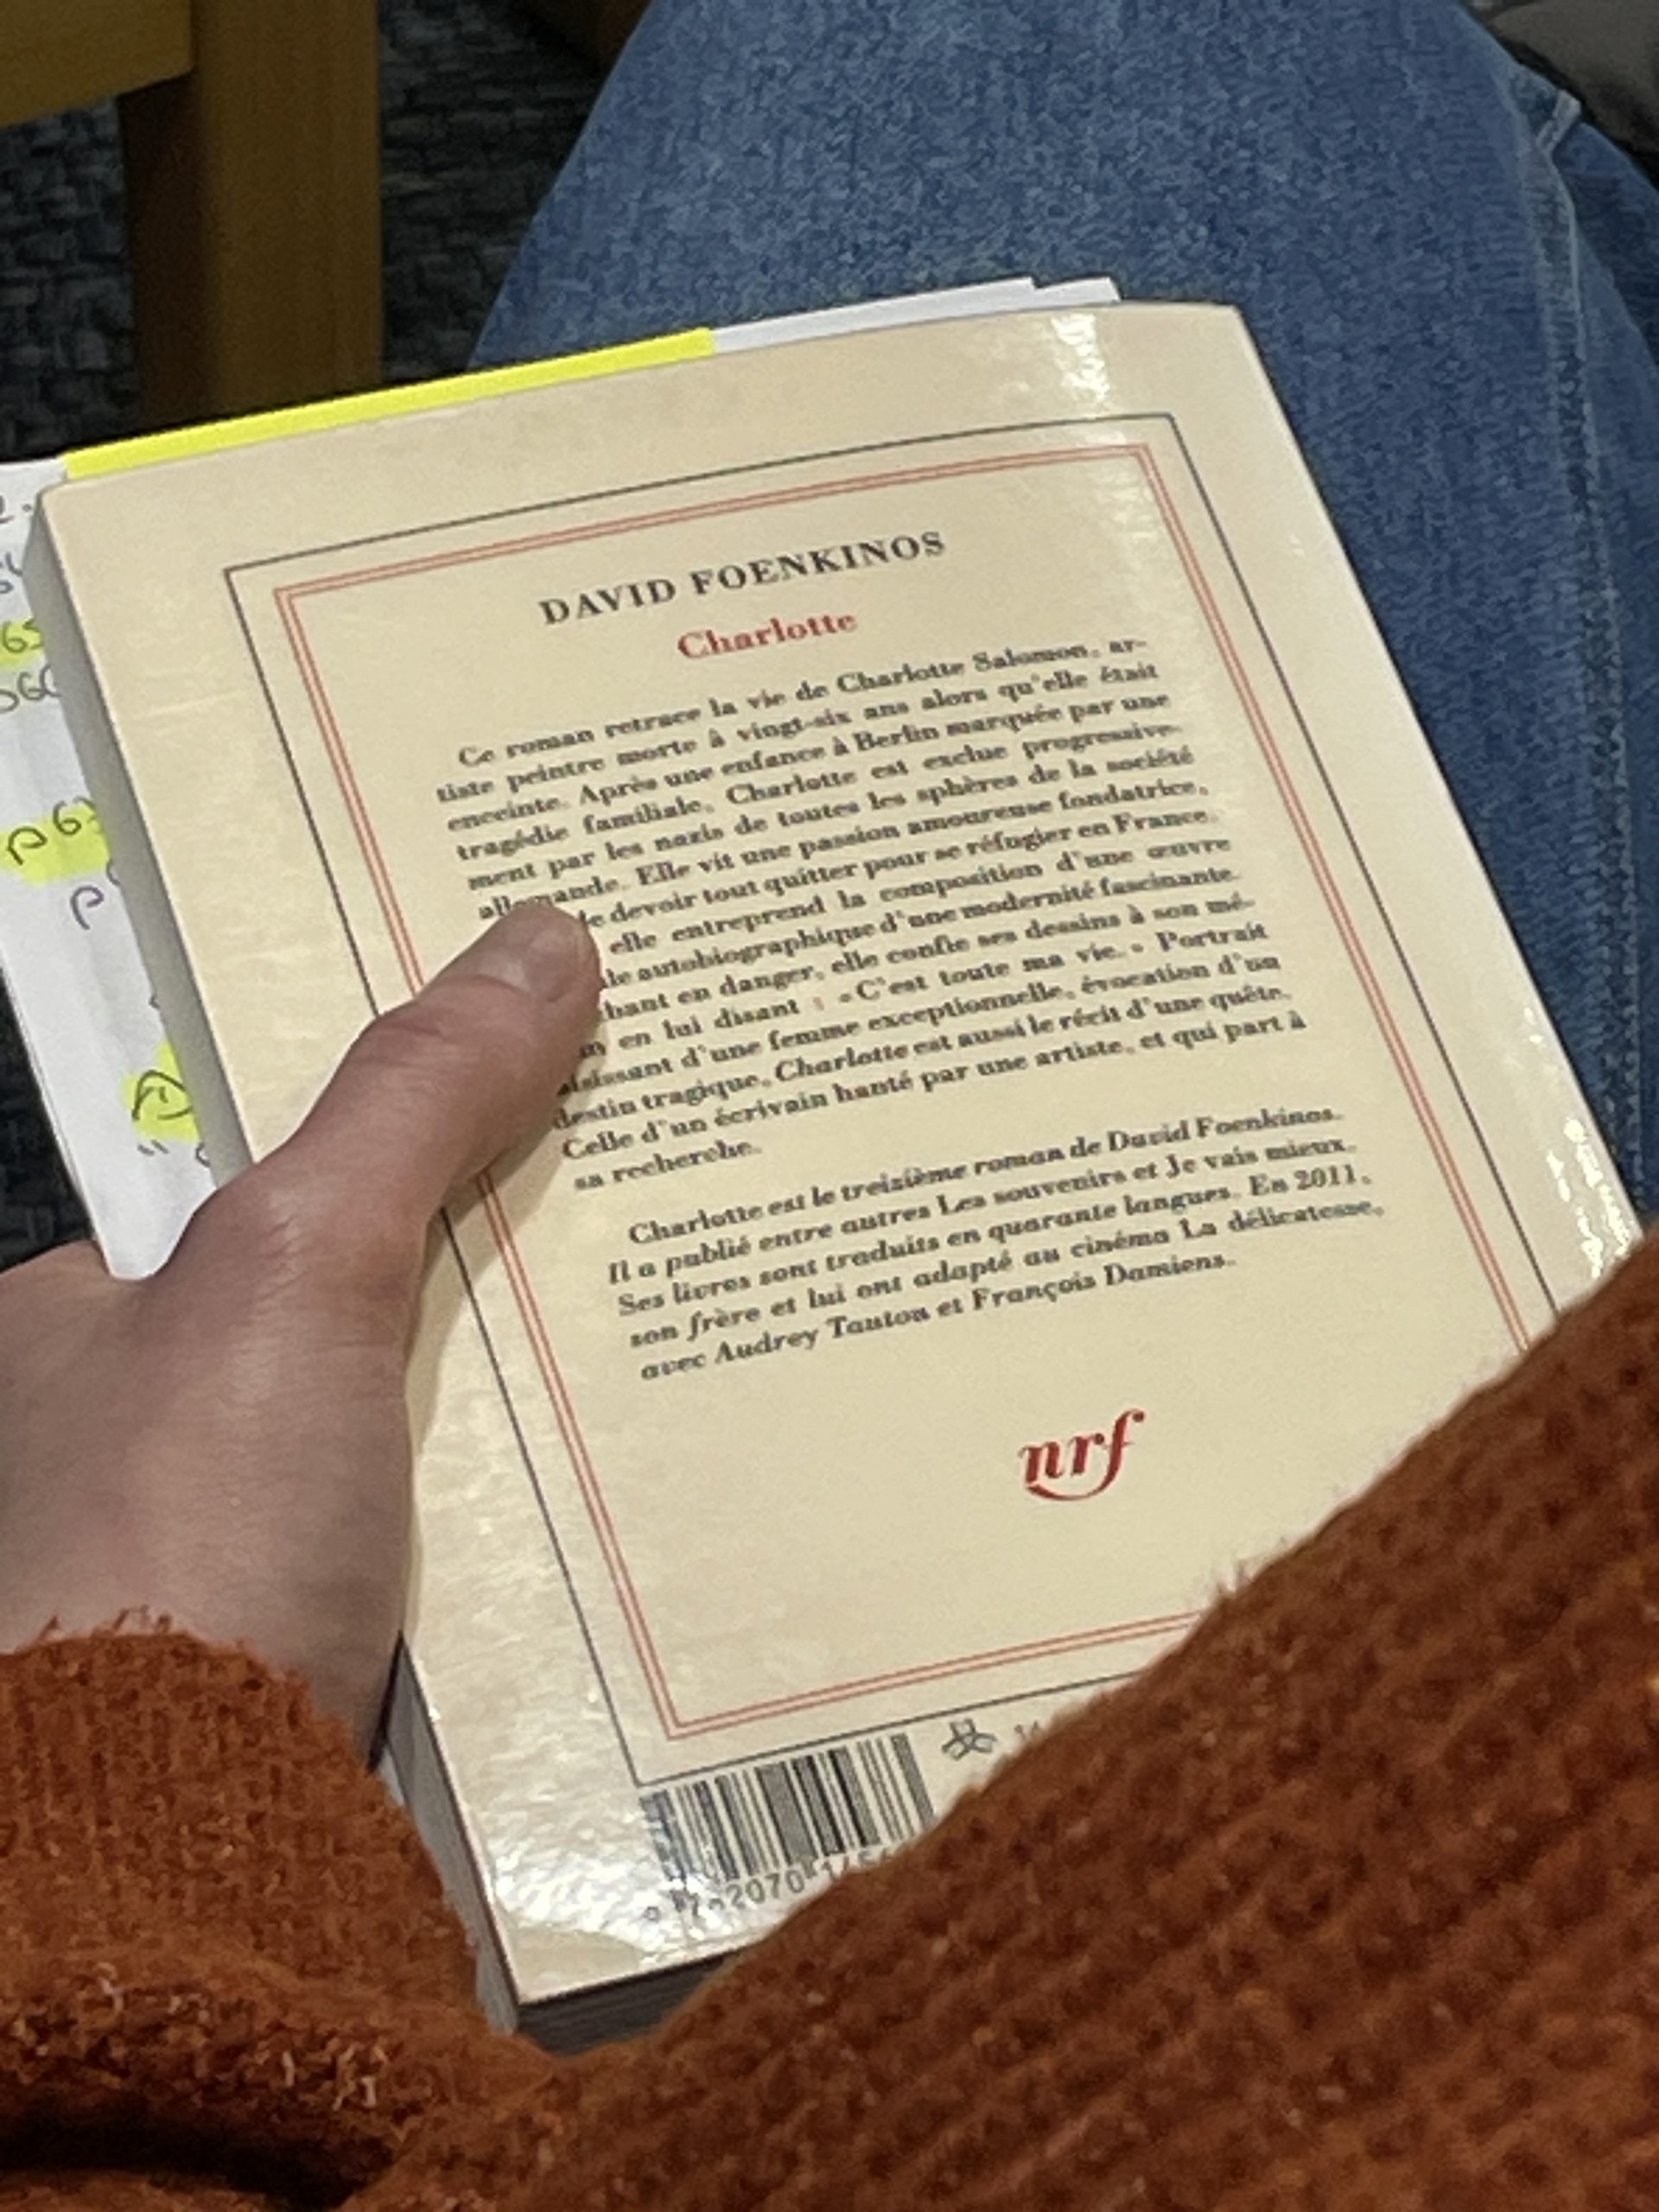 DAVID FOENKINOS
Charlotte
Ce roman retrace la vie de Charlotte Salomon, ar-
tiste peintre morte à vingt-six ans alors qu'elle était
enceinte. Après une enfance à Berlin marquée par une
tragédie familiale, Charlotte est exclue progressive-
ment par les nazis de toutes les sphères de la société
allemande. Elle vit une passion amoureuse fondatrice,
de devoir tout quitter pour se réfugier en France.
elle entreprend la composition d'une œuvre
autobiographique d'une modernité fascinante.
en danger, elle confie ses dessins à son mé-
en lui disant : « C'est toute ma vie. » Portrait
d'une femme exceptionnelle, évocation d'un
destin tragique, Charlotte est aussi le récit d'une quête.
Celle d'un écrivain hanté par une artiste, et qui part à
sa recherche.
Charlotte est le treizième roman de David Foenkinos.
Il a publié entre autres Les souvenirs et Je vais mieux.
Ses livres sont traduits en quarante langues. En 2011,
son frère et lui ont adapté au cinéma La délicatesse,
avec Audrey Tautou et François Damiens.
nrf